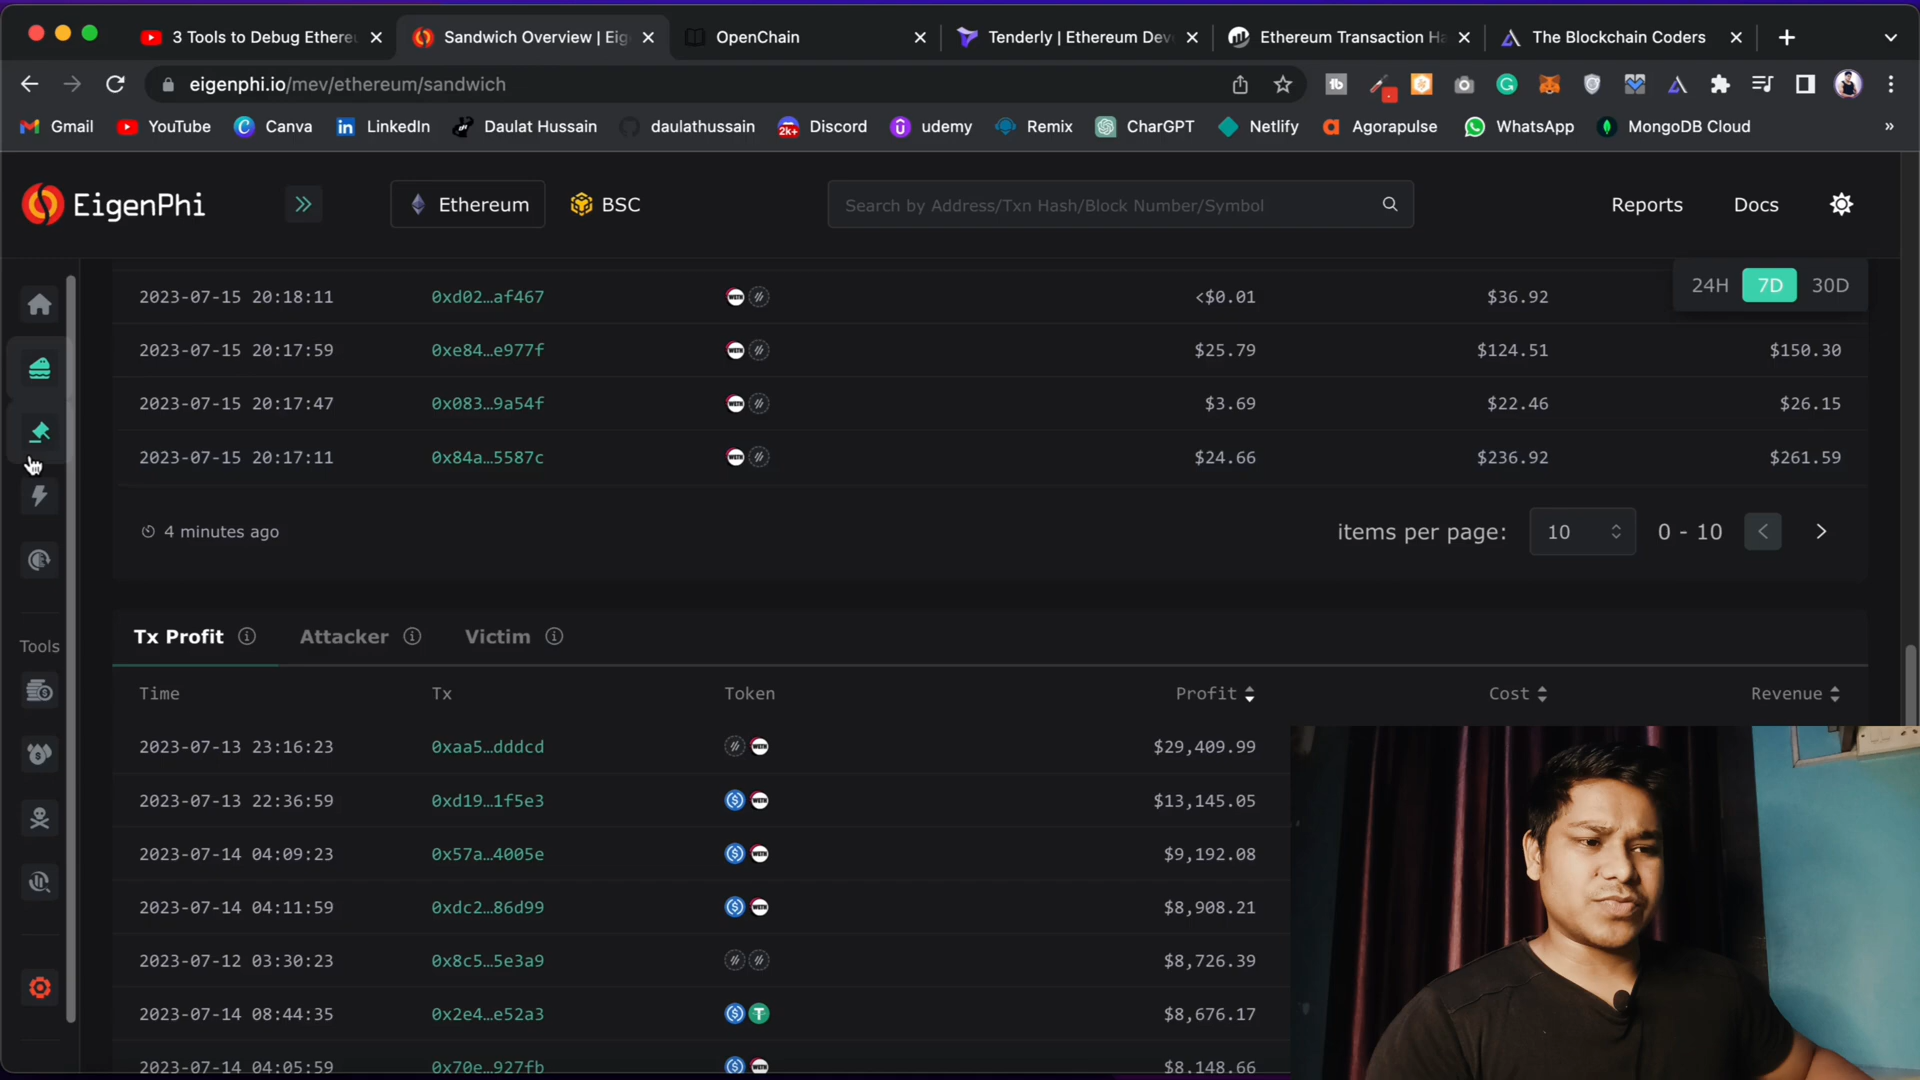 3 Tools to Debug Ethere
Sandwich Overview | Eig
OpenChain
Tenderly | Ethereum Dev
Ethereum Transaction Ha
The Blockchain Coders
eigenphi.io/mev/ethereum/sandwich
Gmail
YouTube
Canva
LinkedIn
Daulat Hussain
daulathussain
Discord
udemy
Remix
CharGPT
Netlify
Agorapulse
WhatsApp
MongoDB Cloud
EigenPhi
Ethereum
BSC
Search by Address/Txn Hash/Block Number/Symbol
Reports
Docs
24H 7D 30D
2023-07-15 20:18:11 0xd02…af467 <$0.01 $36.92
2023-07-15 20:17:59 0xe84…e977f $25.79 $124.51 $150.30
2023-07-15 20:17:47 0x083…9a54f $3.69 $22.46 $26.15
2023-07-15 20:17:11 0x84a…5587c $24.66 $236.92 $261.59
4 minutes ago
items per page: 10 0 - 10
Tx Profit Attacker Victim
Tools
Time Tx Token Profit Cost Revenue
2023-07-13 23:16:23 0xaa5…dddcd $29,409.99
2023-07-13 22:36:59 0xd19…1f5e3 $13,145.05
2023-07-14 04:09:23 0x57a…4005e $9,192.08
2023-07-14 04:11:59 0xdc2…86d99 $8,908.21
2023-07-12 03:30:23 0x8c5…5e3a9 $8,726.39
2023-07-14 08:44:35 0x2e4…e52a3 $8,676.17
2023-07-14 04:05:59 0x70e…927fb $8,148.66